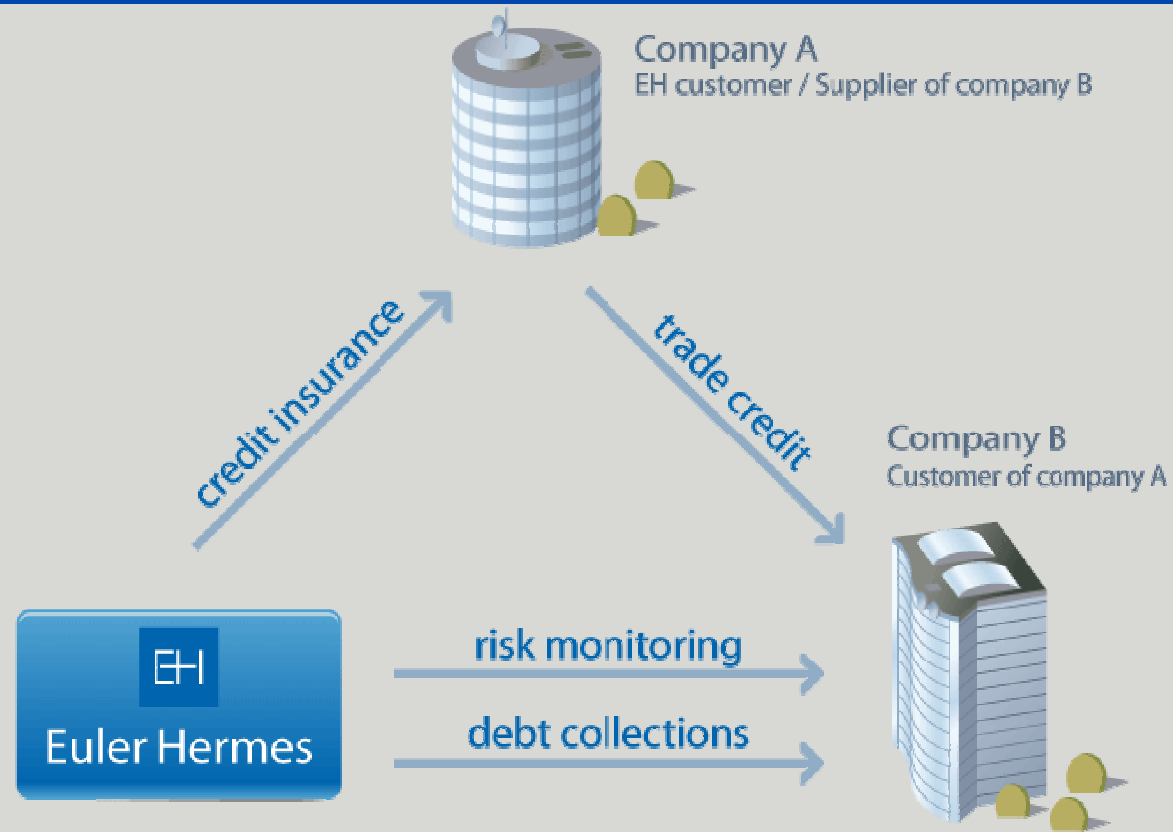 Company A
EH customer / Supplier of company B
credit insurance
trade credit
Company B
Customer of company A
risk monitoring
debt collections
EH
Euler Hermes